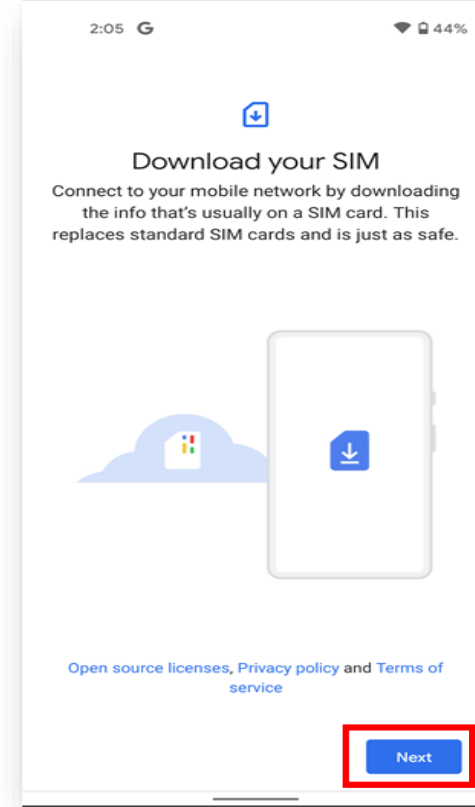 2:05 G 44%
Download your SIM
Connect to your mobile network by downloading
the info that's usually on a SIM card. This
replaces standard SIM cards and is just as safe.
Open source licenses, Privacy policy and Terms of
service
Next